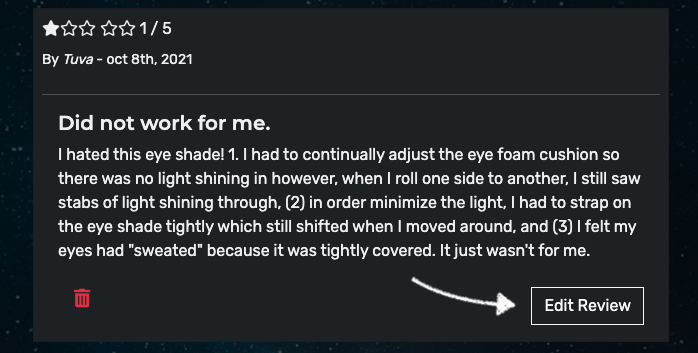 1 / 5
By Tuva - oct 8th, 2021
Did not work for me.
I hated this eye shade! 1. I had to continually adjust the eye foam cushion so
there was no light shining in however, when I roll one side to another, I still saw
stabs of light shining through, (2) in order minimize the light, I had to strap on
the eye shade tightly which still shifted when I moved around, and (3) I felt my
eyes had "sweated" because it was tightly covered. It just wasn't for me.
Edit Review